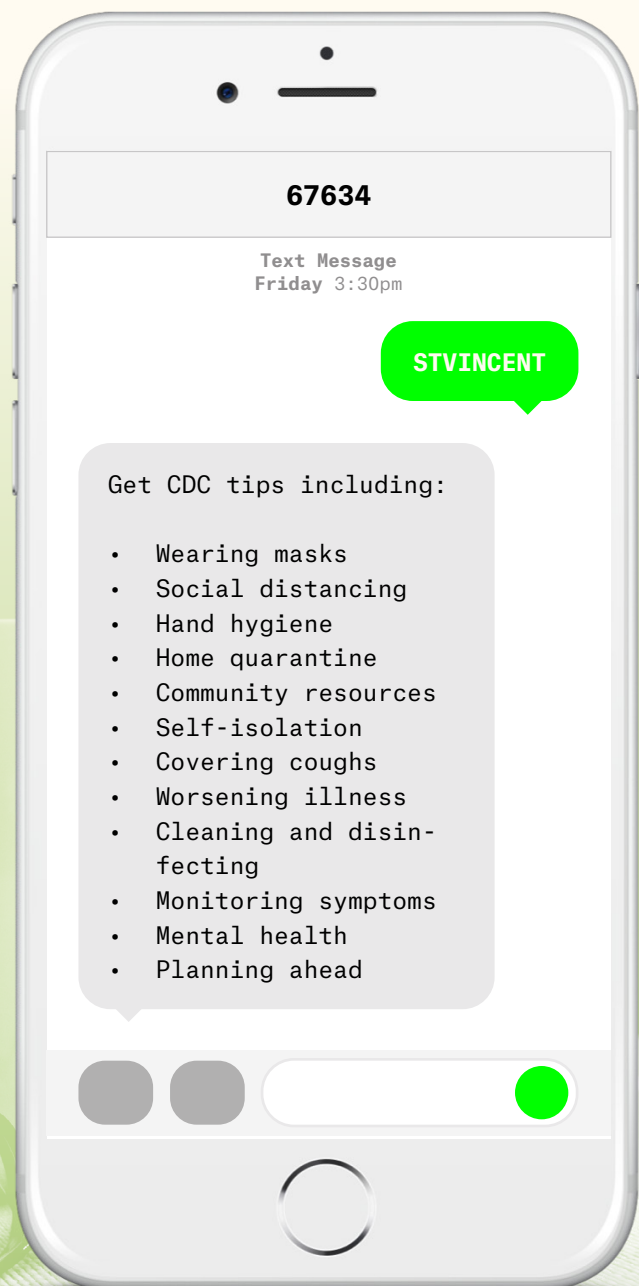 67634
Text Message
Friday 3:30pm
STVINCENT
Get CDC tips including:
• Wearing masks
• Social distancing
• Hand hygiene
• Home quarantine
• Community resources
• Self-isolation
• Covering coughs
• Worsening illness
• Cleaning and disin-
fecting
• Monitoring symptoms
• Mental health
• Planning ahead